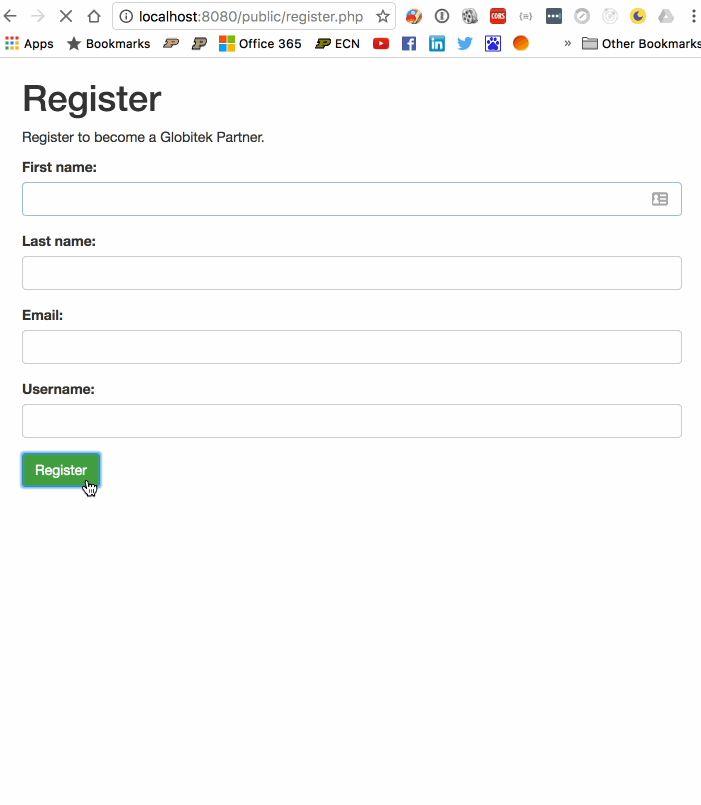 localhost:8080/public/register.php
CORS
Apps Bookmarks Office 365 ECN » Other Bookmarks
Register
Register to become a Globitek Partner.
First name:
Last name:
Email:
Username:
Register